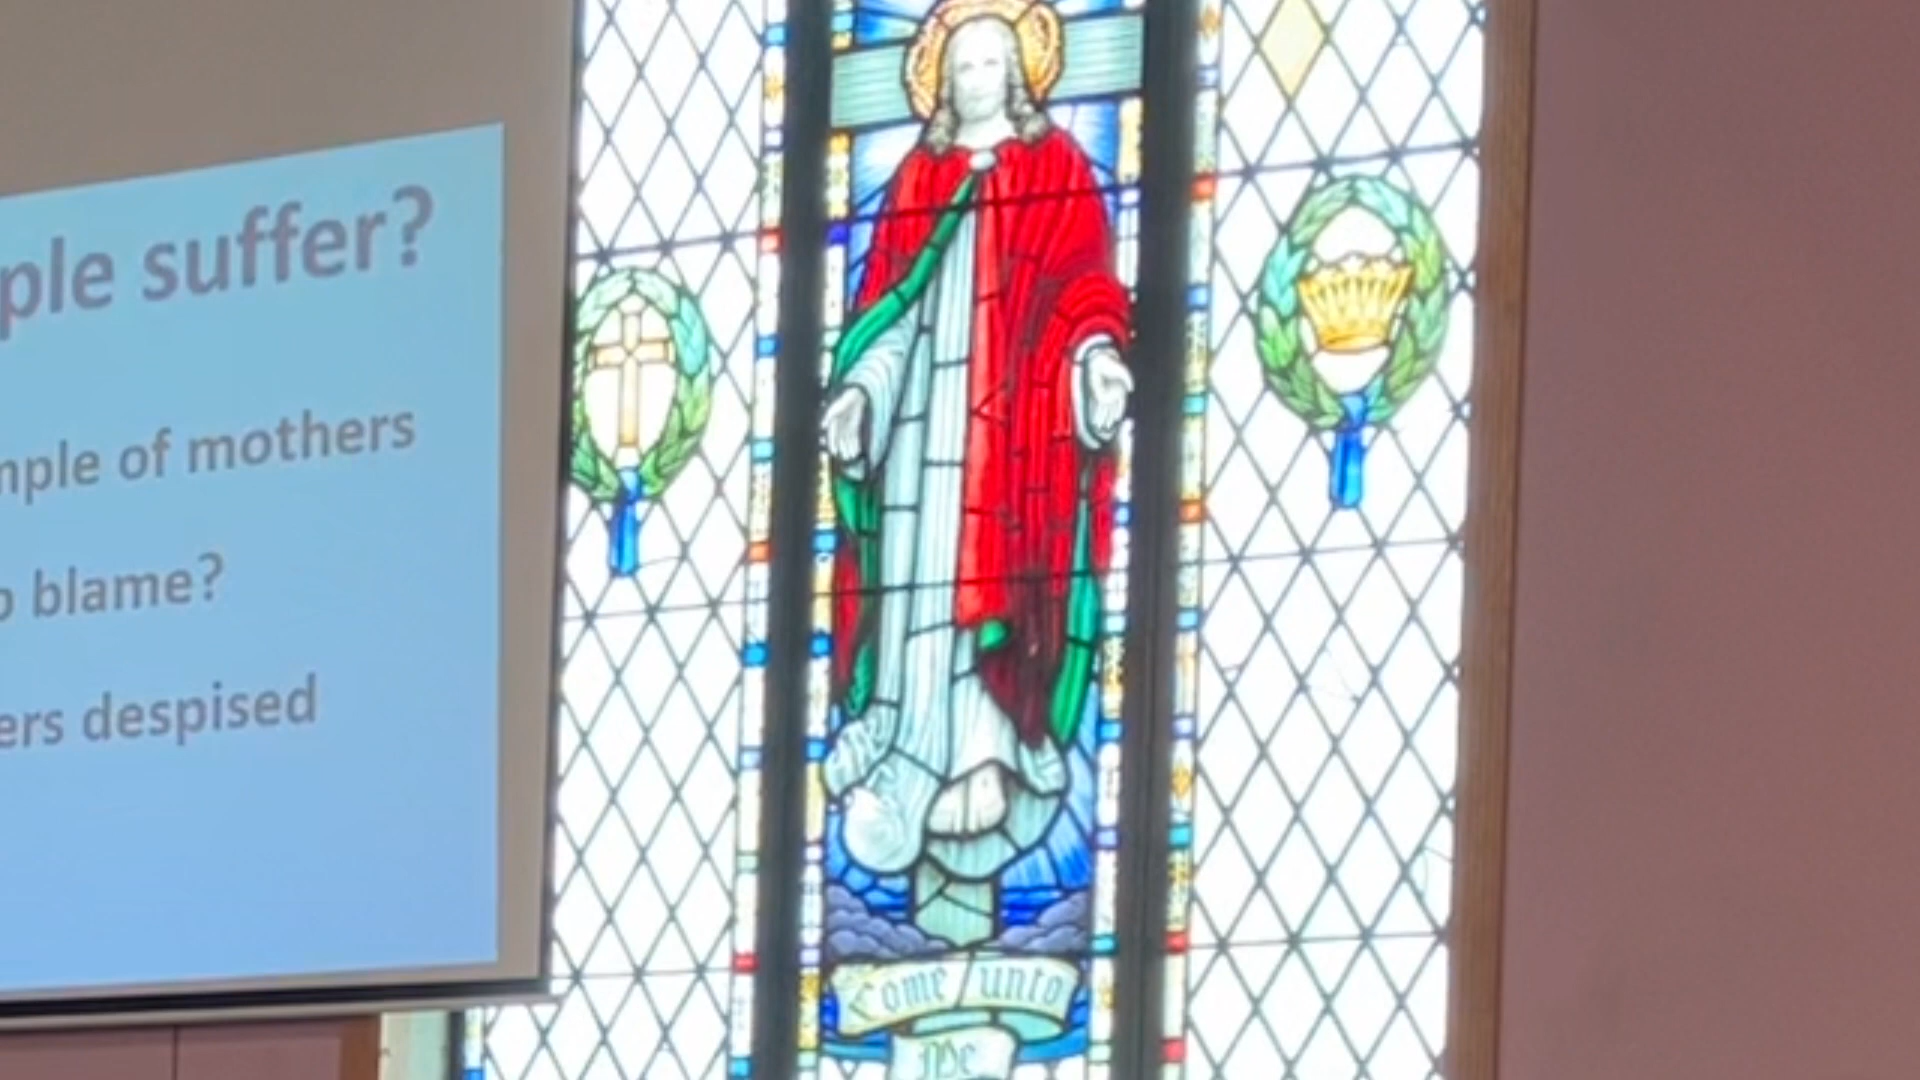 ple suffer?
mple of mothers
o blame?
ers despised
Come unto
Me